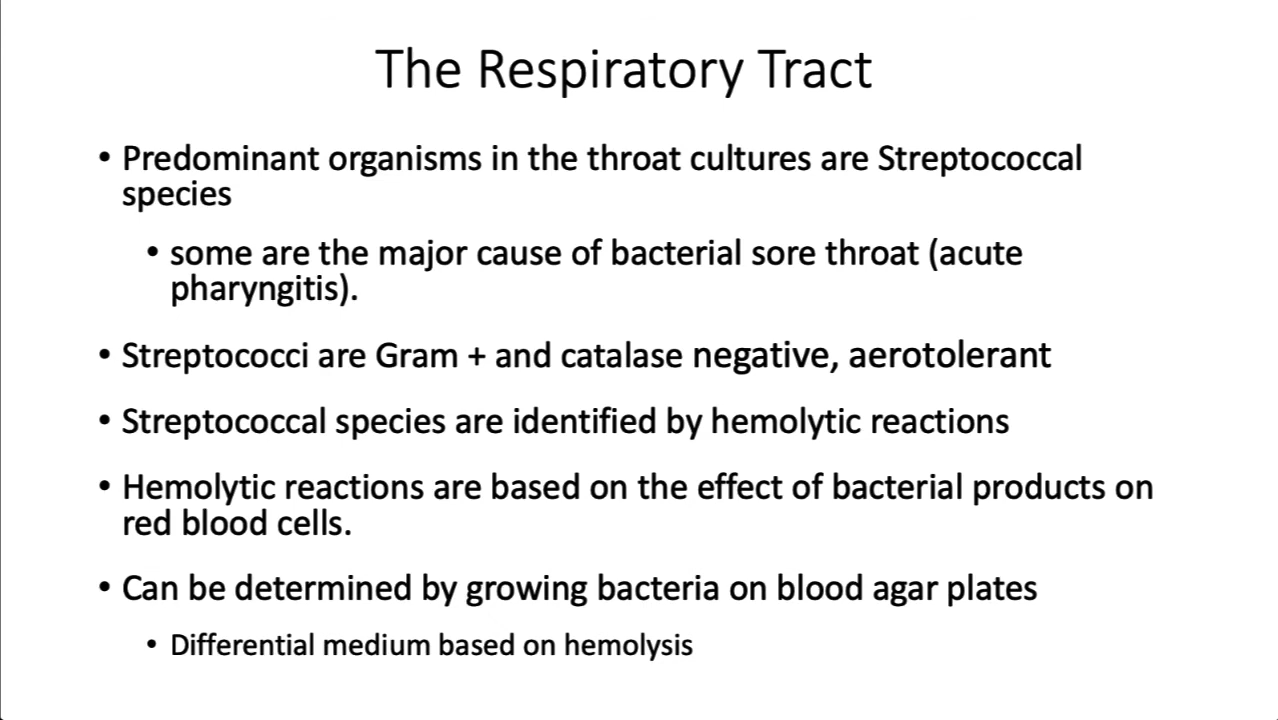 The Respiratory Tract
• Predominant organisms in the throat cultures are Streptococcal
species
• some are the major cause of bacterial sore throat (acute
pharyngitis).
• Streptococci are Gram + and catalase negative, aerotolerant
• Streptococcal species are identified by hemolytic reactions
• Hemolytic reactions are based on the effect of bacterial products on
red blood cells.
• Can be determined by growing bacteria on blood agar plates
• Differential medium based on hemolysis